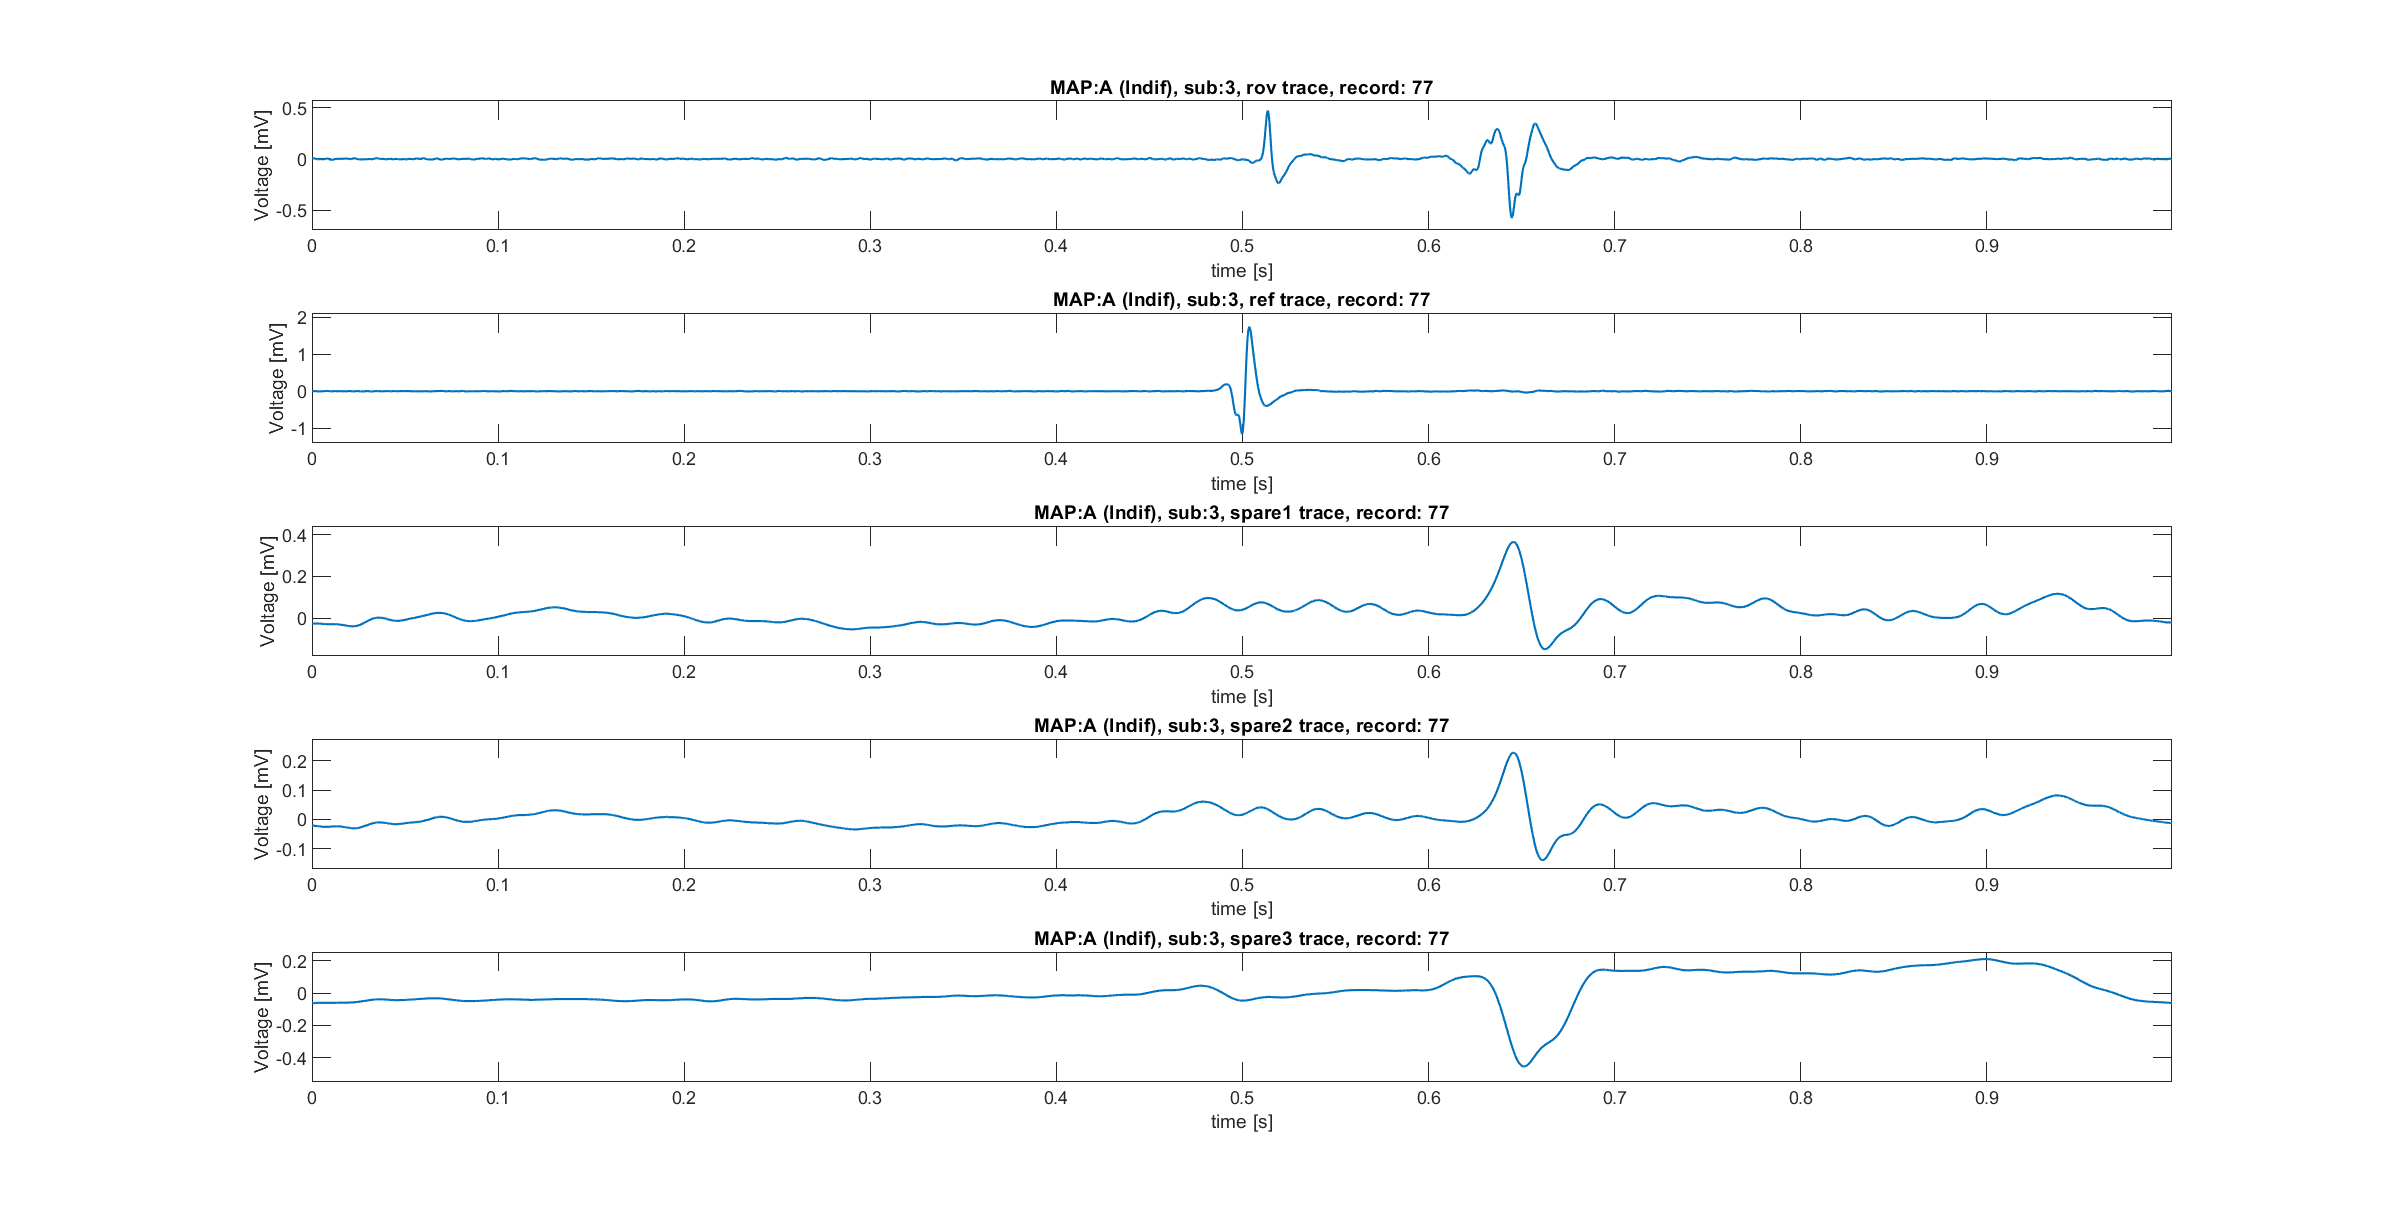 MAP:A (Indif), sub:3, rov trace, record: 77
Voltage [mV]
0.5
0
-0.5
0 0.1 0.2 0.3 0.4 0.5 0.6 0.7 0.8 0.9
time [s]
MAP:A (Indif), sub:3, ref trace, record: 77
Voltage [mV]
2
1
0
-1
0 0.1 0.2 0.3 0.4 0.5 0.6 0.7 0.8 0.9
time [s]
MAP:A (Indif), sub:3, spare1 trace, record: 77
Voltage [mV]
0.4
0.2
0
0 0.1 0.2 0.3 0.4 0.5 0.6 0.7 0.8 0.9
time [s]
MAP:A (Indif), sub:3, spare2 trace, record: 77
Voltage [mV]
0.2
0.1
0
-0.1
0 0.1 0.2 0.3 0.4 0.5 0.6 0.7 0.8 0.9
time [s]
MAP:A (Indif), sub:3, spare3 trace, record: 77
Voltage [mV]
0.2
0
-0.2
-0.4
0 0.1 0.2 0.3 0.4 0.5 0.6 0.7 0.8 0.9
time [s]